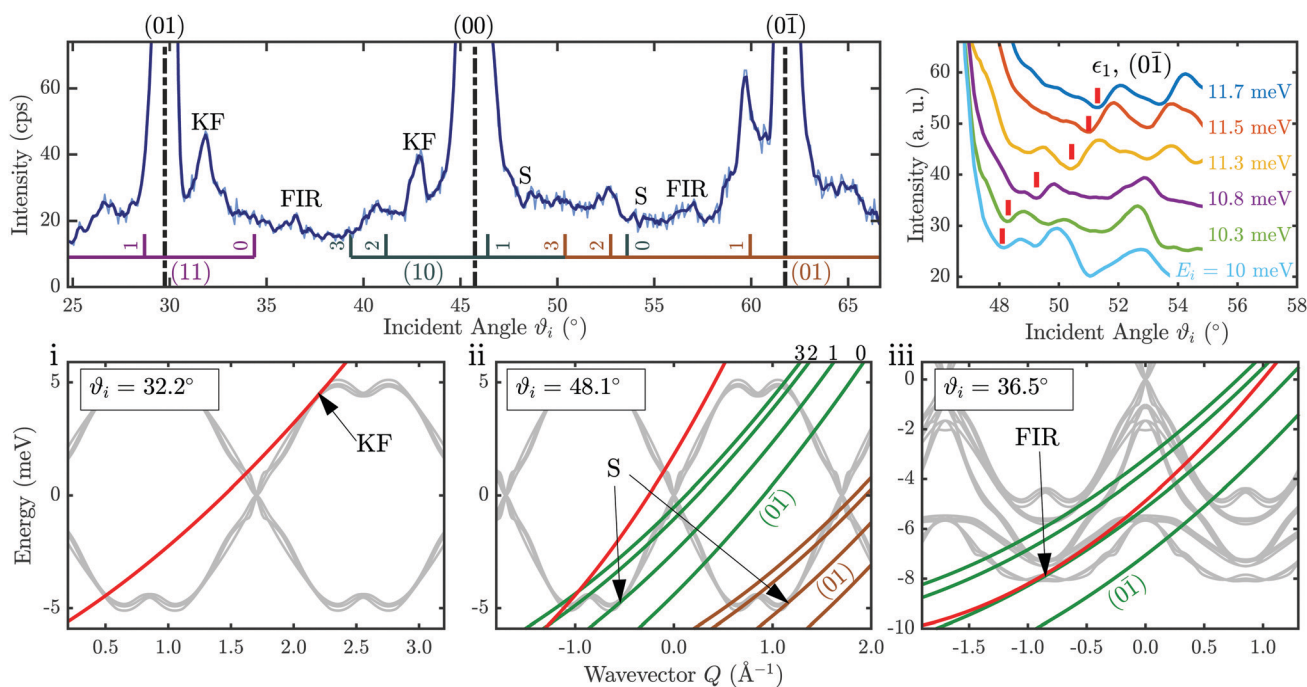 (01)
(00)
(01̅)
60
40
20
0
Intensity (cps)
KF
FIR
KF
S
S
FIR
1
0
3
2
1
3
2
0
1
(11)
(10)
(01)
25
30
35
40
45
50
55
60
65
Incident Angle ϑi (°)
60
50
40
30
20
Intensity (a. u.)
ϵ1, (01̅)
11.7 meV
11.5 meV
11.3 meV
10.8 meV
10.3 meV
Ei = 10 meV
48
50
52
54
56
58
Incident Angle ϑi (°)
i
ϑi = 32.2°
KF
5
0
-5
Energy (meV)
0.5
1.0
1.5
2.0
2.5
3.0
ii
ϑi = 48.1°
32 1 0
S
(01̅)
(01)
5
0
-5
-1.0
0.0
1.0
2.0
Wavevector Q (Å⁻¹)
iii
ϑi = 36.5°
FIR
(01̅)
0
-2
-4
-6
-8
-10
-1.5
-1.0
-0.5
0.0
0.5
1.0